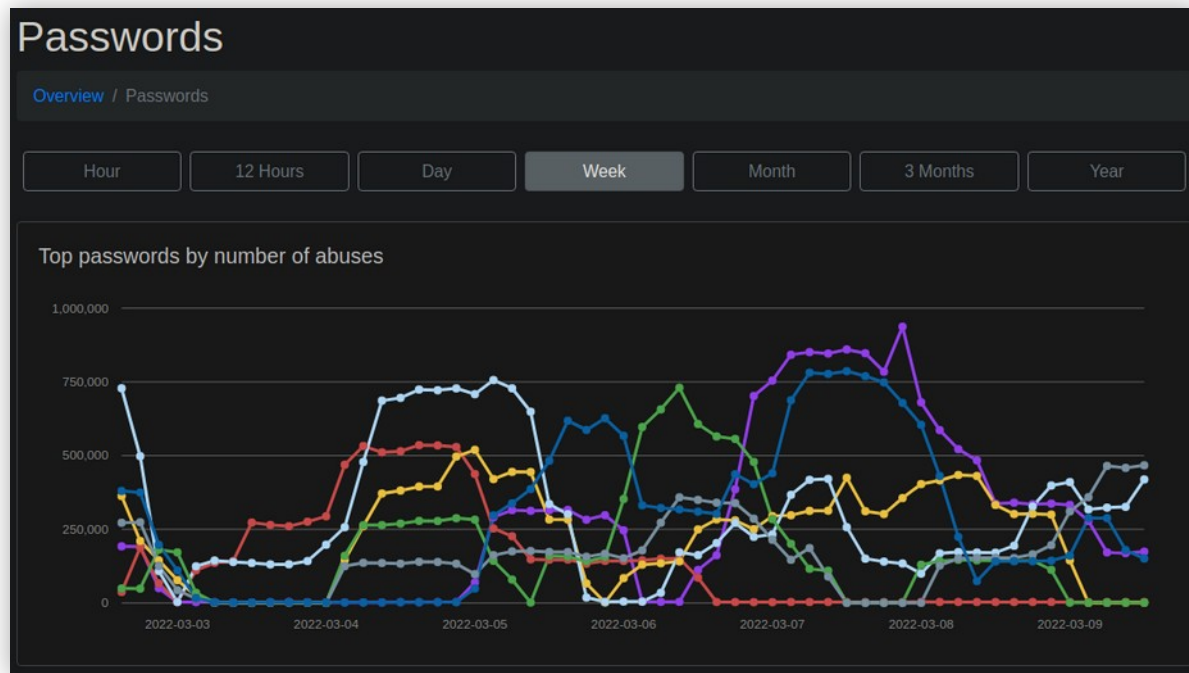 Passwords
Overview / Passwords
Hour 12 Hours Day Week Month 3 Months Year
Top passwords by number of abuses
1,000,000
750,000
500,000
250,000
0
2022-03-03 2022-03-04 2022-03-05 2022-03-06 2022-03-07 2022-03-08 2022-03-09